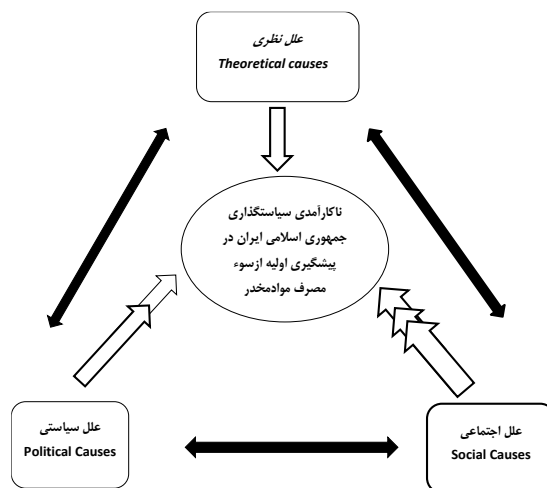 علل نظری
Theoretical causes
ناکارآمدی سیاستگذاری
جمهوری اسلامی ایران در
پیشگیری اولیه ازسوء
مصرف موادمخدر
علل سیاستی
Political Causes
علل اجتماعی
Social Causes